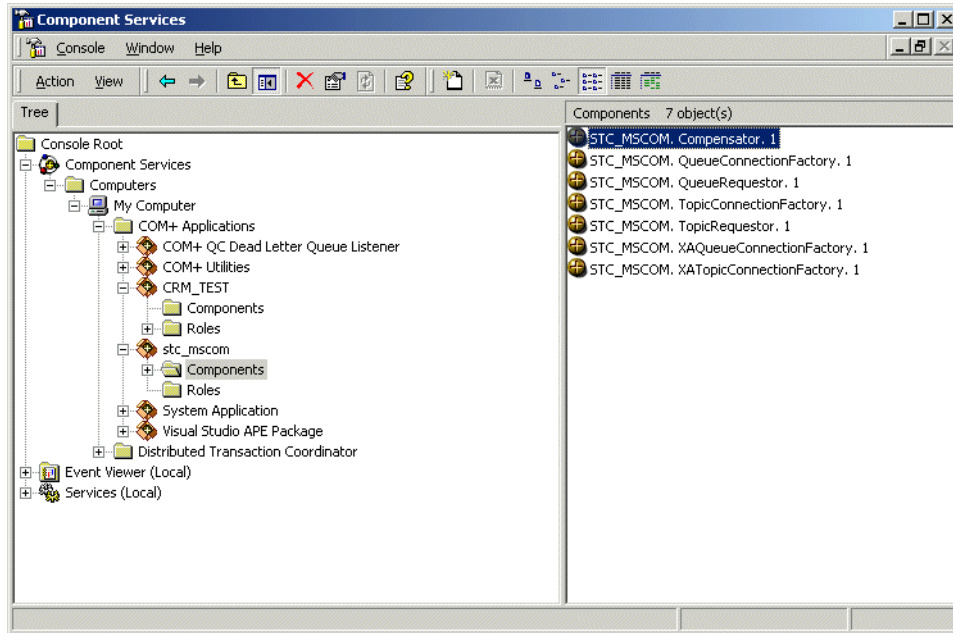 Component Services
Console Window Help
Action View
Tree
Components 7 object(s)
Console Root
Component Services
Computers
My Computer
COM+ Applications
COM+ QC Dead Letter Queue Listener
COM+ Utilities
CRM_TEST
Components
Roles
stc_mscom
Components
Roles
System Application
Visual Studio APE Package
Distributed Transaction Coordinator
Event Viewer (Local)
Services (Local)
STC_MSCOM. Compensator. 1
STC_MSCOM. QueueConnectionFactory. 1
STC_MSCOM. QueueRequestor. 1
STC_MSCOM. TopicConnectionFactory. 1
STC_MSCOM. TopicRequestor. 1
STC_MSCOM. XAQueueConnectionFactory. 1
STC_MSCOM. XATopicConnectionFactory. 1